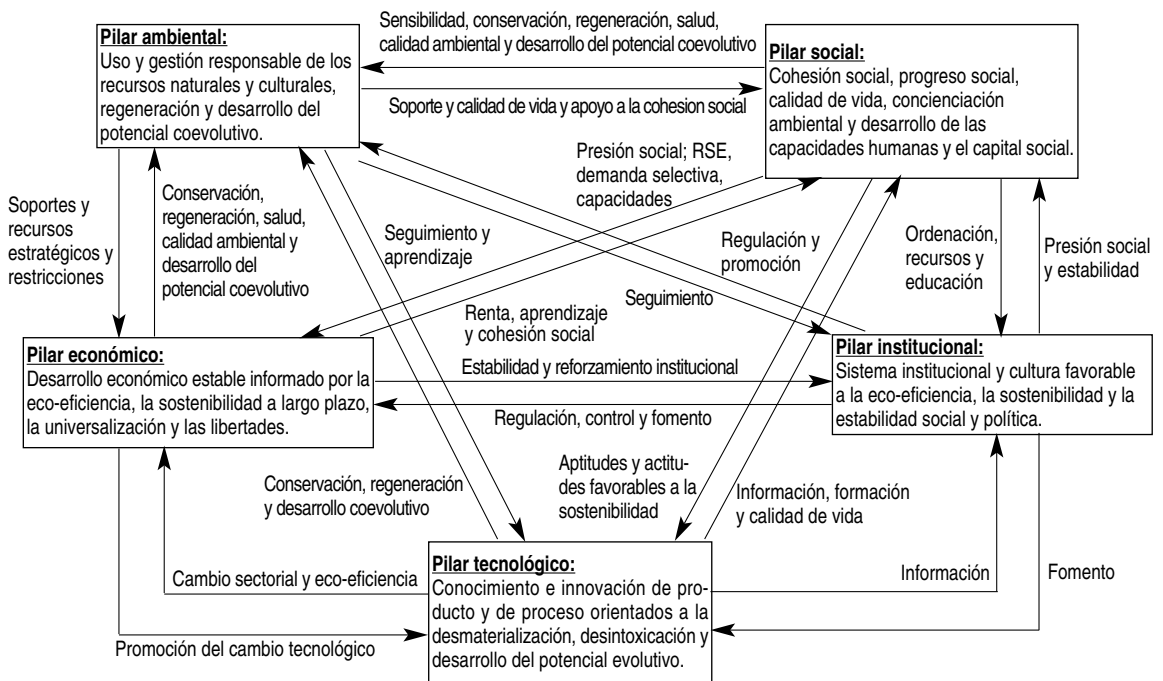 Sensibilidad, conservación, regeneración, salud,
calidad ambiental y desarrollo del potencial coevolutivo
Pilar ambiental:
Uso y gestión responsable de los
recursos naturales y culturales,
regeneración y desarrollo del
potencial coevolutivo.
Soporte y calidad de vida y apoyo a la cohesion social
Pilar social:
Cohesión social, progreso social,
calidad de vida, concienciación
ambiental y desarrollo de las
capacidades humanas y el capital social.
Soportes y
recursos
estratégicos y
restricciones
Conservación,
regeneración, salud,
calidad ambiental y
desarrollo del
potencial coevolutivo
Seguimiento y
aprendizaje
Presión social; RSE,
demanda selectiva,
capacidades
Regulación y
promoción
Seguimiento
Ordenación,
recursos y
educación
Presión social
y estabilidad
Renta, aprendizaje
y cohesión social
Pilar económico:
Desarrollo económico estable informado por la
eco-eficiencia, la sostenibilidad a largo plazo,
la universalización y las libertades.
Estabilidad y reforzamiento institucional
Regulación, control y fomento
Pilar institucional:
Sistema institucional y cultura favorable
a la eco-eficiencia, la sostenibilidad y la
estabilidad social y política.
Conservación, regeneración
y desarrollo coevolutivo
Aptitudes y actitu-
des favorables a la
sostenibilidad
Información, formación
y calidad de vida
Cambio sectorial y eco-eficiencia
Promoción del cambio tecnológico
Pilar tecnológico:
Conocimiento e innovación de pro-
ducto y de proceso orientados a la
desmaterialización, desintoxicación y
desarrollo del potencial evolutivo.
Información
Fomento